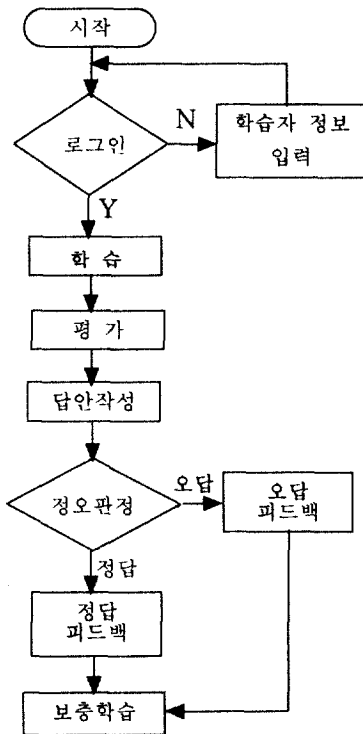 시작
로그인
N
학습자 정보
입력
Y
학 습
평 가
답안작성
정오판정
오답
오답
피드백
정답
정답
피드백
보충학습